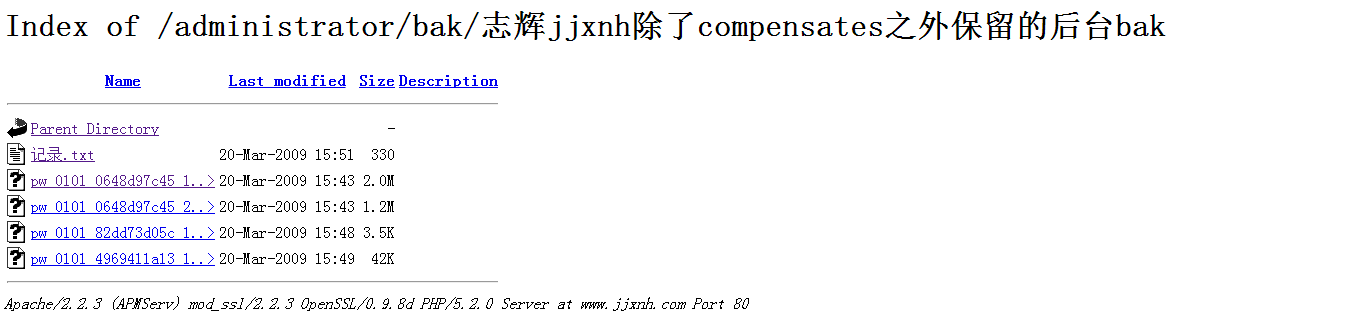 Index of /administrator/bak/志辉jjxnh除了compensates之外保留的后台bak
Name Last modified Size Description
Parent Directory -
记录.txt 20-Mar-2009 15:51 330
pw_0101_0648d97c45_1..> 20-Mar-2009 15:43 2.0M
pw_0101_0648d97c45_2..> 20-Mar-2009 15:43 1.2M
pw_0101_82dd73d05c_1..> 20-Mar-2009 15:48 3.5K
pw_0101_4969411a13_1..> 20-Mar-2009 15:49 42K
Apache/2.2.3 (APMServ) mod_ssl/2.2.3 OpenSSL/0.9.8d PHP/5.2.0 Server at www.jjxnh.com Port 80